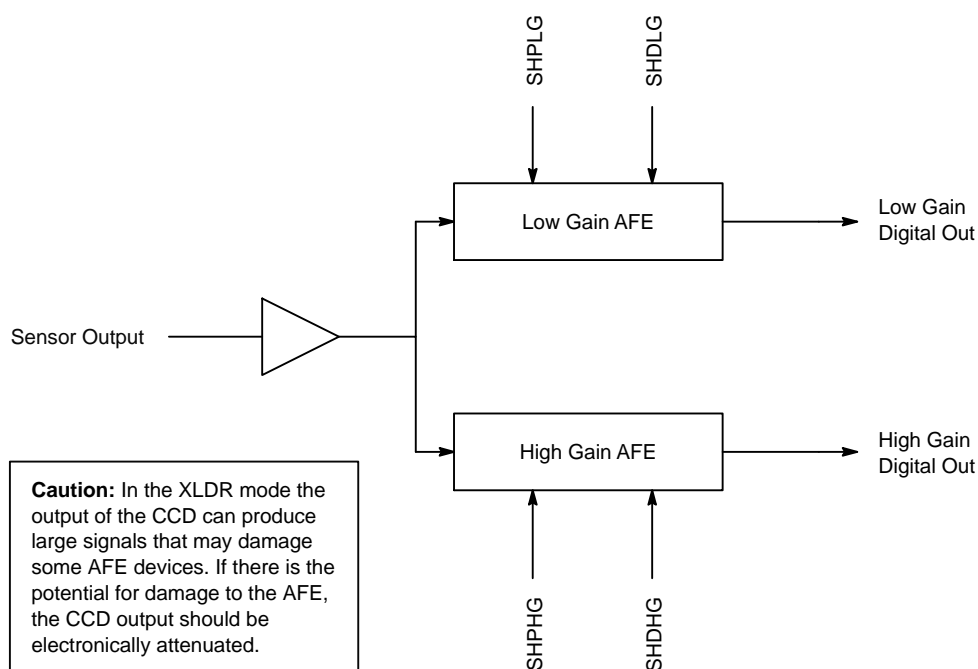 SHPLG
SHDLG
Low Gain AFE
Low Gain
Digital Out
Sensor Output
High Gain AFE
High Gain
Digital Out
Caution: In the XLDR mode the
output of the CCD can produce
large signals that may damage
some AFE devices. If there is the
potential for damage to the AFE,
the CCD output should be
electronically attenuated.
SHPHG
SHDHG